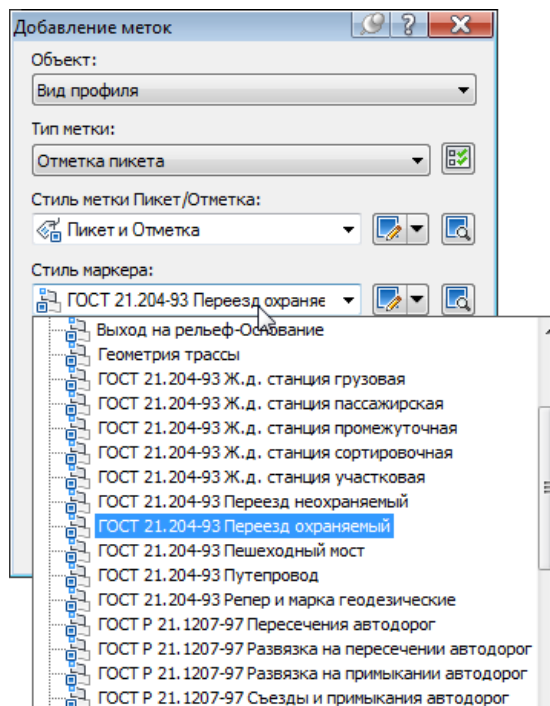 Добавление меток
Объект:
Вид профиля
Тип метки:
Отметка пикета
Стиль метки Пикет/Отметка:
Пикет и Отметка
Стиль маркера:
ГОСТ 21.204-93 Переезд охраняе
Выход на рельеф-Основание
Геометрия трассы
ГОСТ 21.204-93 Ж.д. станция грузовая
ГОСТ 21.204-93 Ж.д. станция пассажирская
ГОСТ 21.204-93 Ж.д. станция промежуточная
ГОСТ 21.204-93 Ж.д. станция сортировочная
ГОСТ 21.204-93 Ж.д. станция участковая
ГОСТ 21.204-93 Переезд неохраняемый
ГОСТ 21.204-93 Переезд охраняемый
ГОСТ 21.204-93 Пешеходный мост
ГОСТ 21.204-93 Путепровод
ГОСТ 21.204-93 Репер и марка геодезические
ГОСТ Р 21.1207-97 Пересечения автодорог
ГОСТ Р 21.1207-97 Развязка на пересечении автодорог
ГОСТ Р 21.1207-97 Развязка на примыкании автодорог
ГОСТ Р 21.1207-97 Съезды и примыкания автодорог